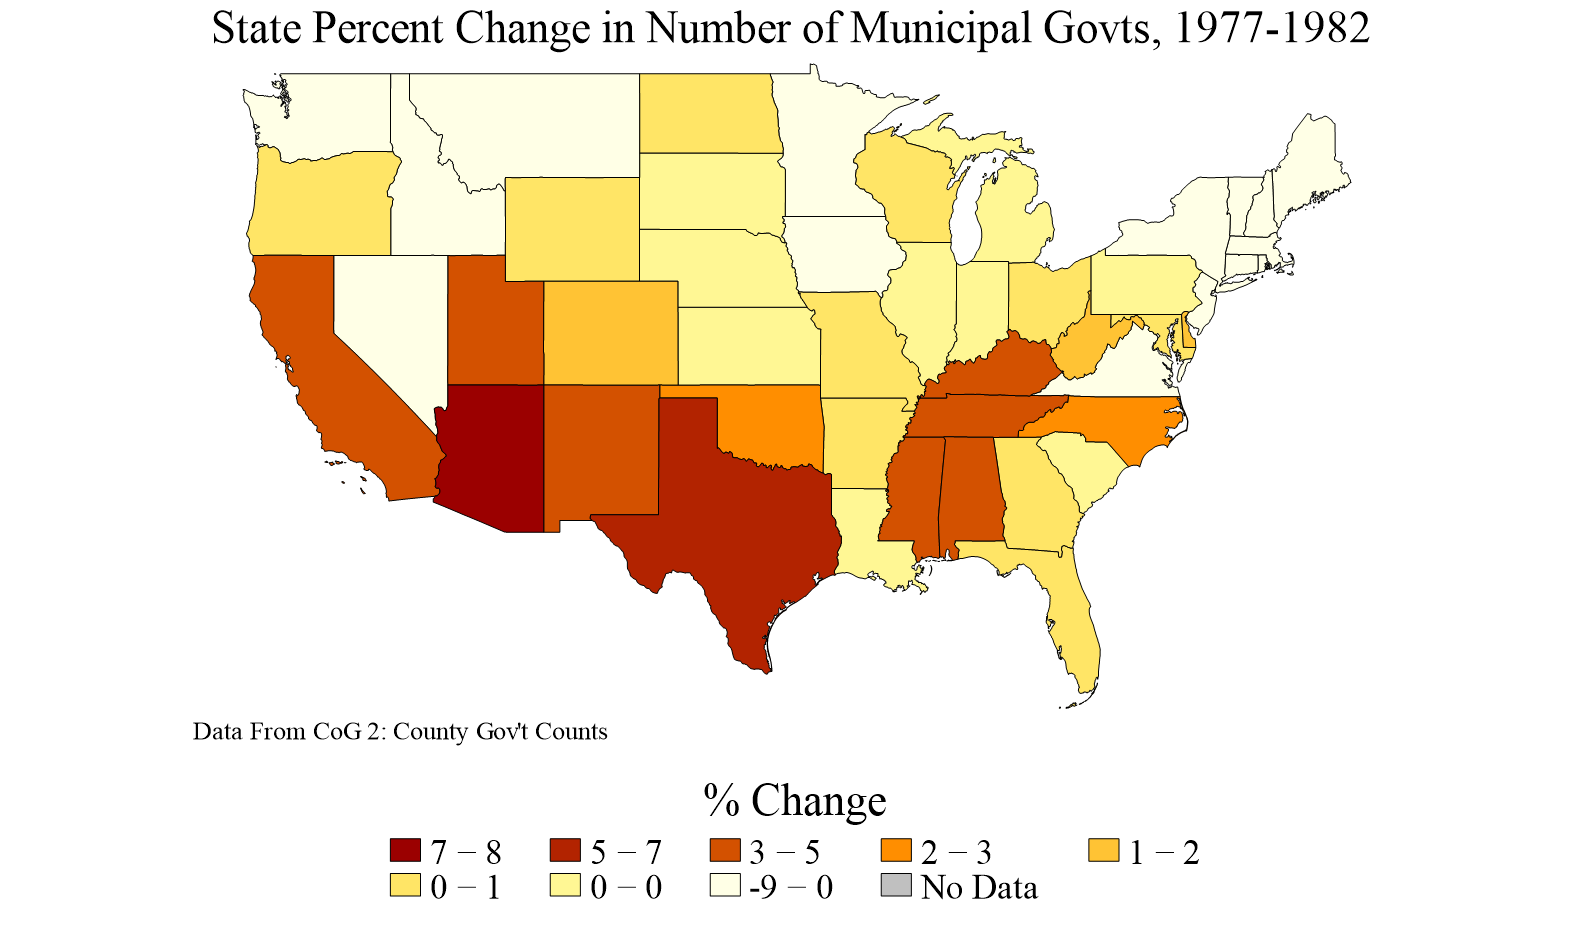 State Percent Change in Number of Municipal Govts, 1977-1982
Data From CoG 2: County Gov't Counts
% Change
7 − 8 5 − 7 3 − 5 2 − 3 1 − 2
0 − 1 0 − 0 -9 − 0 No Data